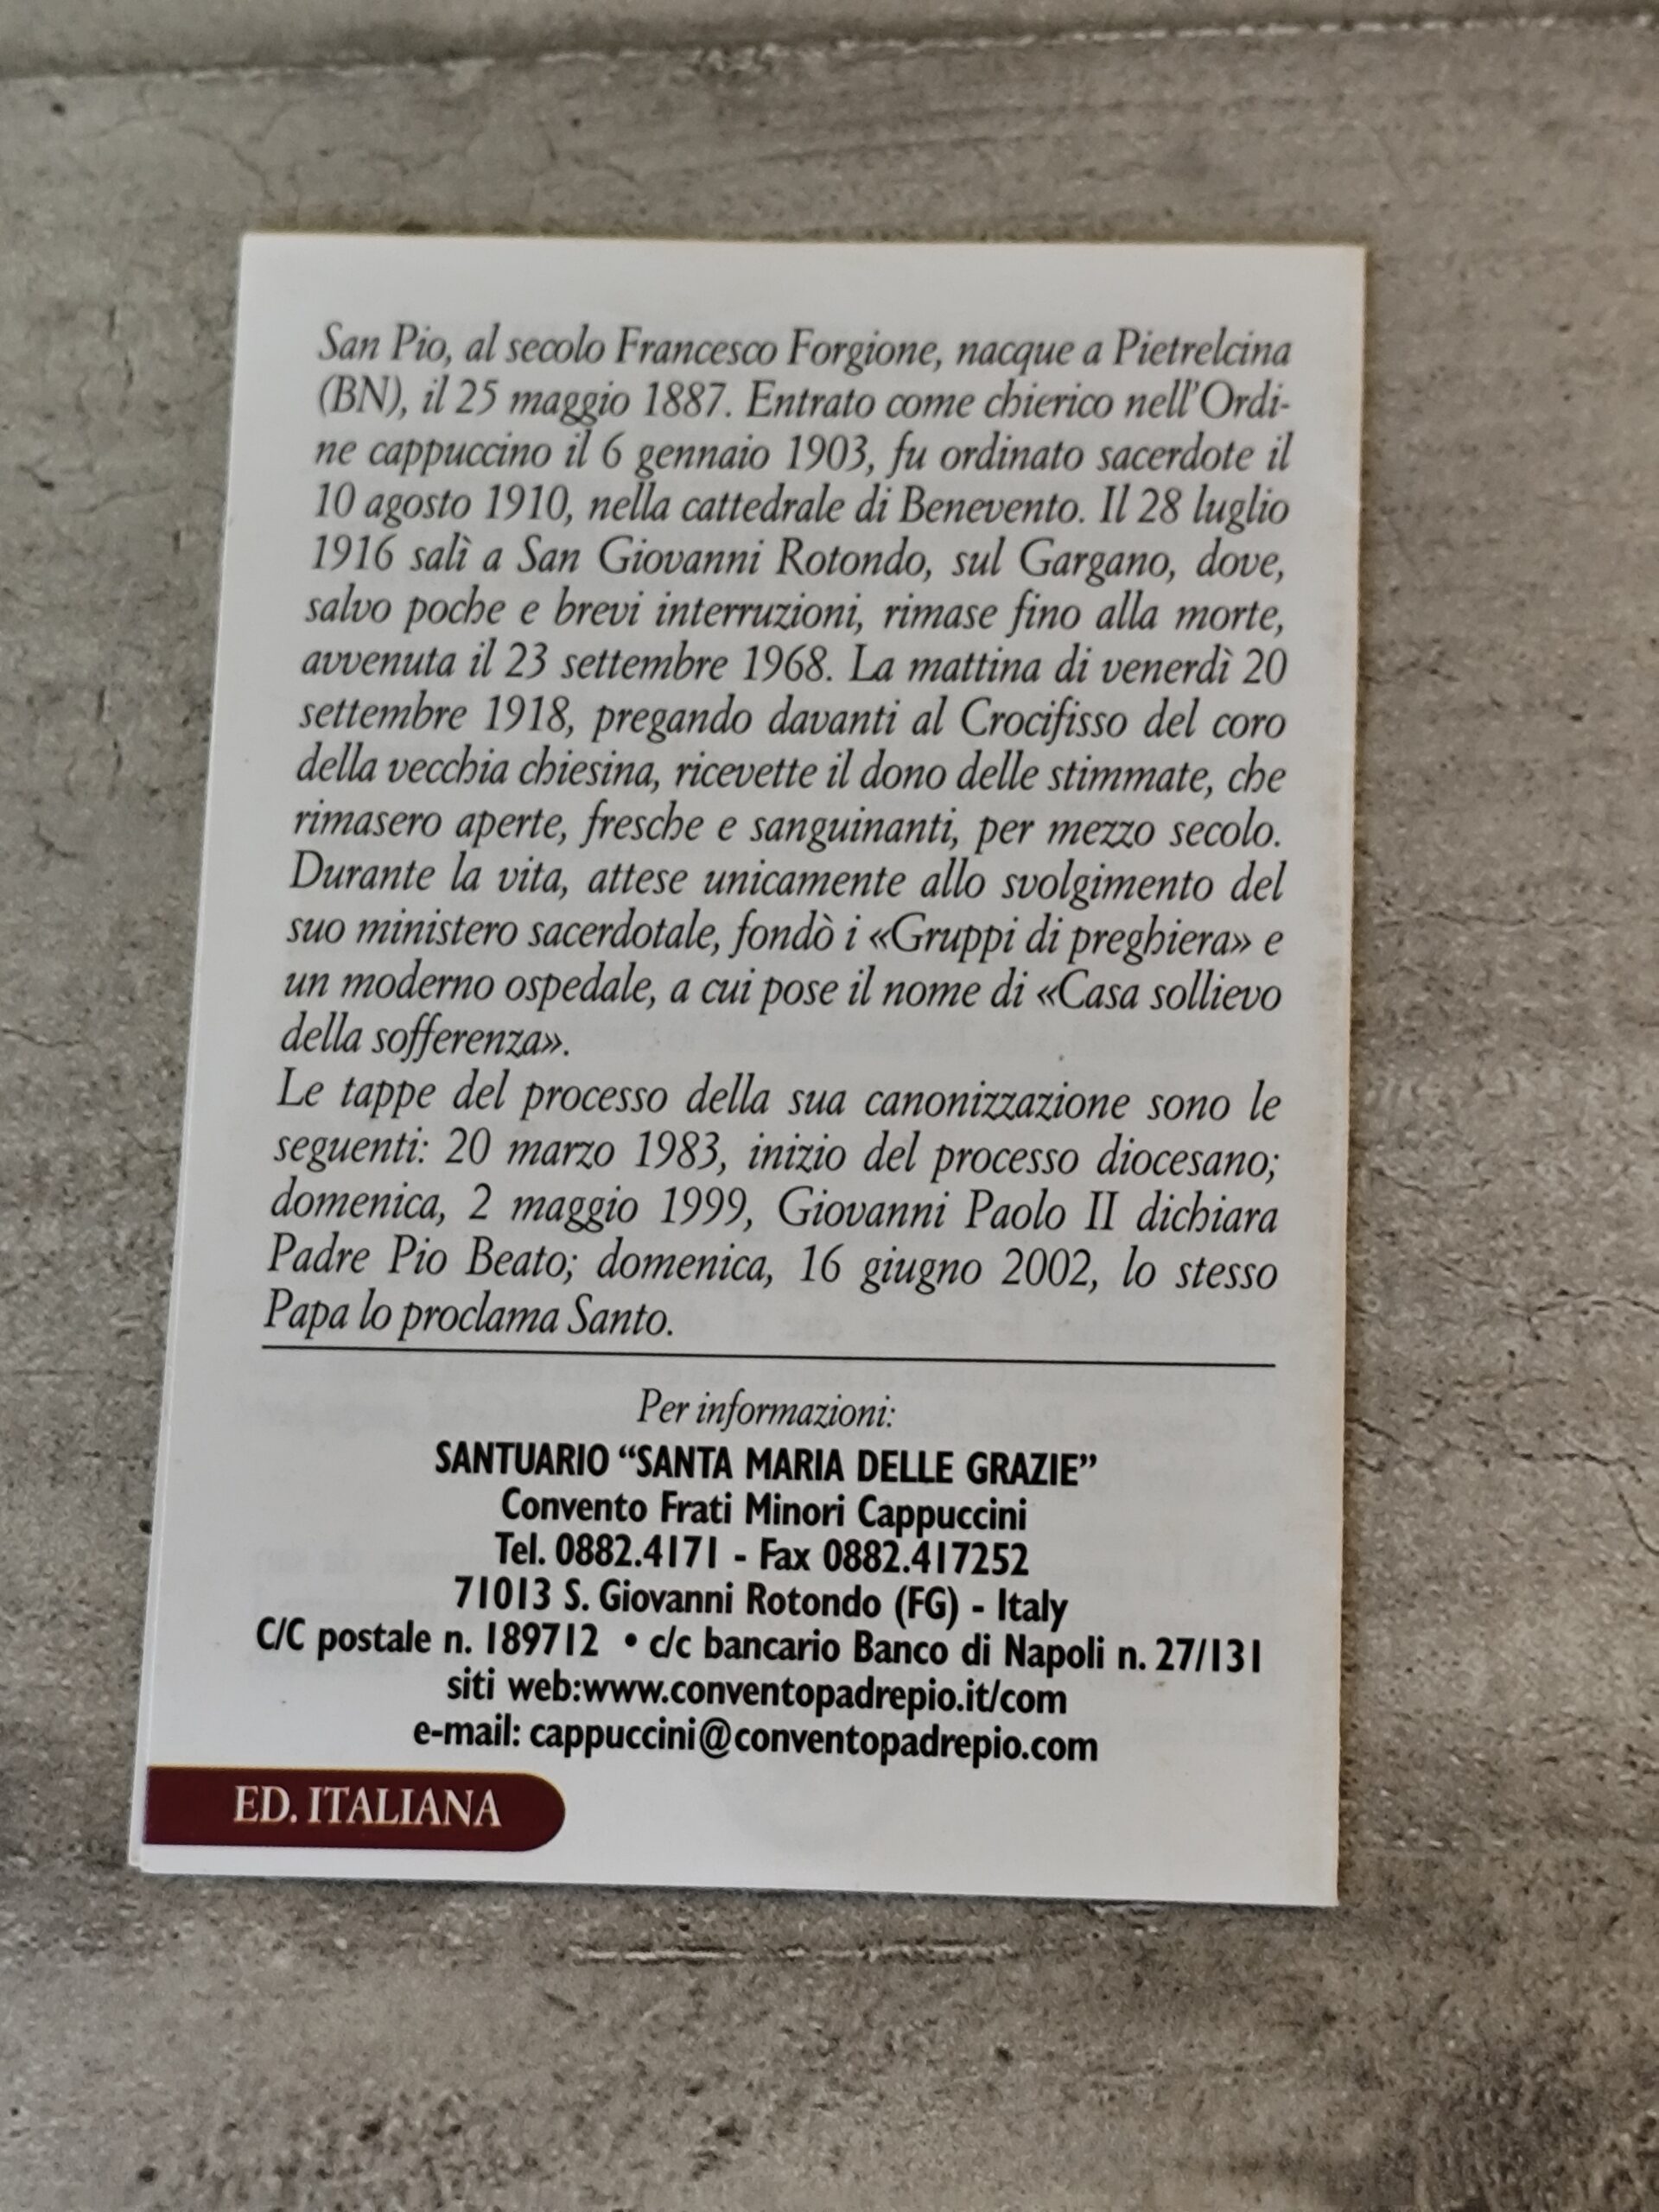 San Pio, al secolo Francesco Forgione, nacque a Pietrelcina
(BN), il 25 maggio 1887. Entrato come chierico nell'Ordi-
ne cappuccino il 6 gennaio 1903, fu ordinato sacerdote il
10 agosto 1910, nella cattedrale di Benevento. Il 28 luglio
1916 salì a San Giovanni Rotondo, sul Gargano, dove,
salvo poche e brevi interruzioni, rimase fino alla morte,
avvenuta il 23 settembre 1968. La mattina di venerdì 20
settembre 1918, pregando davanti al Crocifisso del coro
della vecchia chiesina, ricevette il dono delle stimmate, che
rimasero aperte, fresche e sanguinanti, per mezzo secolo.
Durante la vita, attese unicamente allo svolgimento del
suo ministero sacerdotale, fondò i «Gruppi di preghiera» e
un moderno ospedale, a cui pose il nome di «Casa sollievo
della sofferenza».
Le tappe del processo della sua canonizzazione sono le
seguenti: 20 marzo 1983, inizio del processo diocesano;
domenica, 2 maggio 1999, Giovanni Paolo II dichiara
Padre Pio Beato; domenica, 16 giugno 2002, lo stesso
Papa lo proclama Santo.
Per informazioni:
SANTUARIO “SANTA MARIA DELLE GRAZIE”
Convento Frati Minori Cappuccini
Tel. 0882.4171 - Fax 0882.417252
71013 S. Giovanni Rotondo (FG) - Italy
C/C postale n. 189712 • c/c bancario Banco di Napoli n. 27/131
siti web:www.conventopadrepio.it/com
e-mail: cappuccini@conventopadrepio.com
ED. ITALIANA